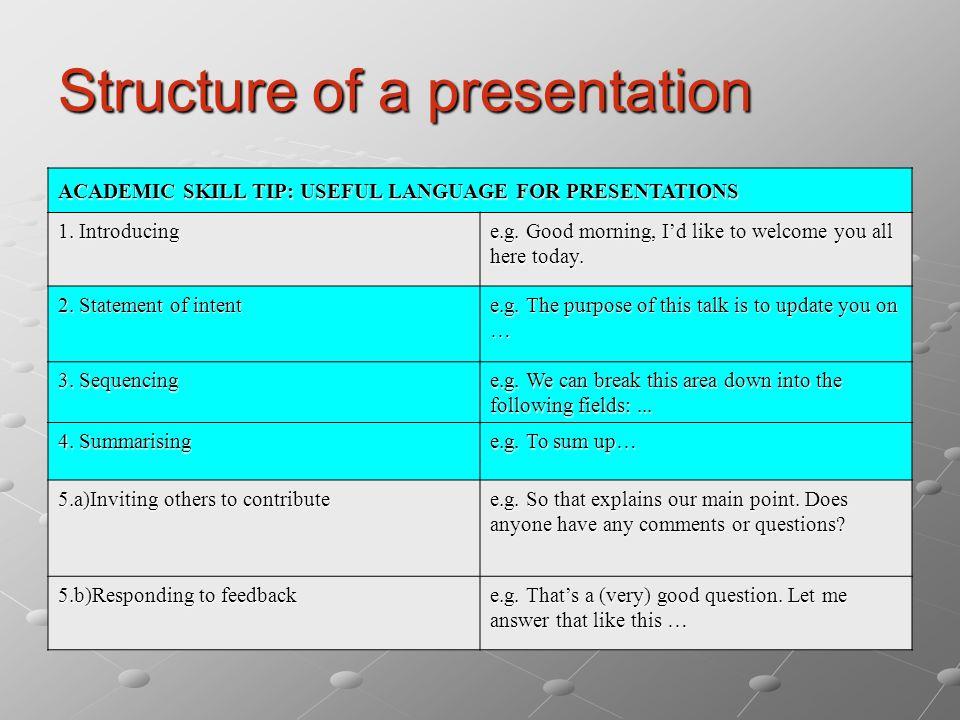 Structure of a presentation
ACADEMIC SKILL TIP: USEFUL LANGUAGE FOR PRESENTATIONS
1. Introducing
e.g. Good morning, I’d like to welcome you all
here today.
2. Statement of intent
e.g. The purpose of this talk is to update you on
…
3. Sequencing
e.g. We can break this area down into the
following fields: ...
4. Summarising
e.g. To sum up…
5.a)Inviting others to contribute
e.g. So that explains our main point. Does
anyone have any comments or questions?
5.b)Responding to feedback
e.g. That’s a (very) good question. Let me
answer that like this …